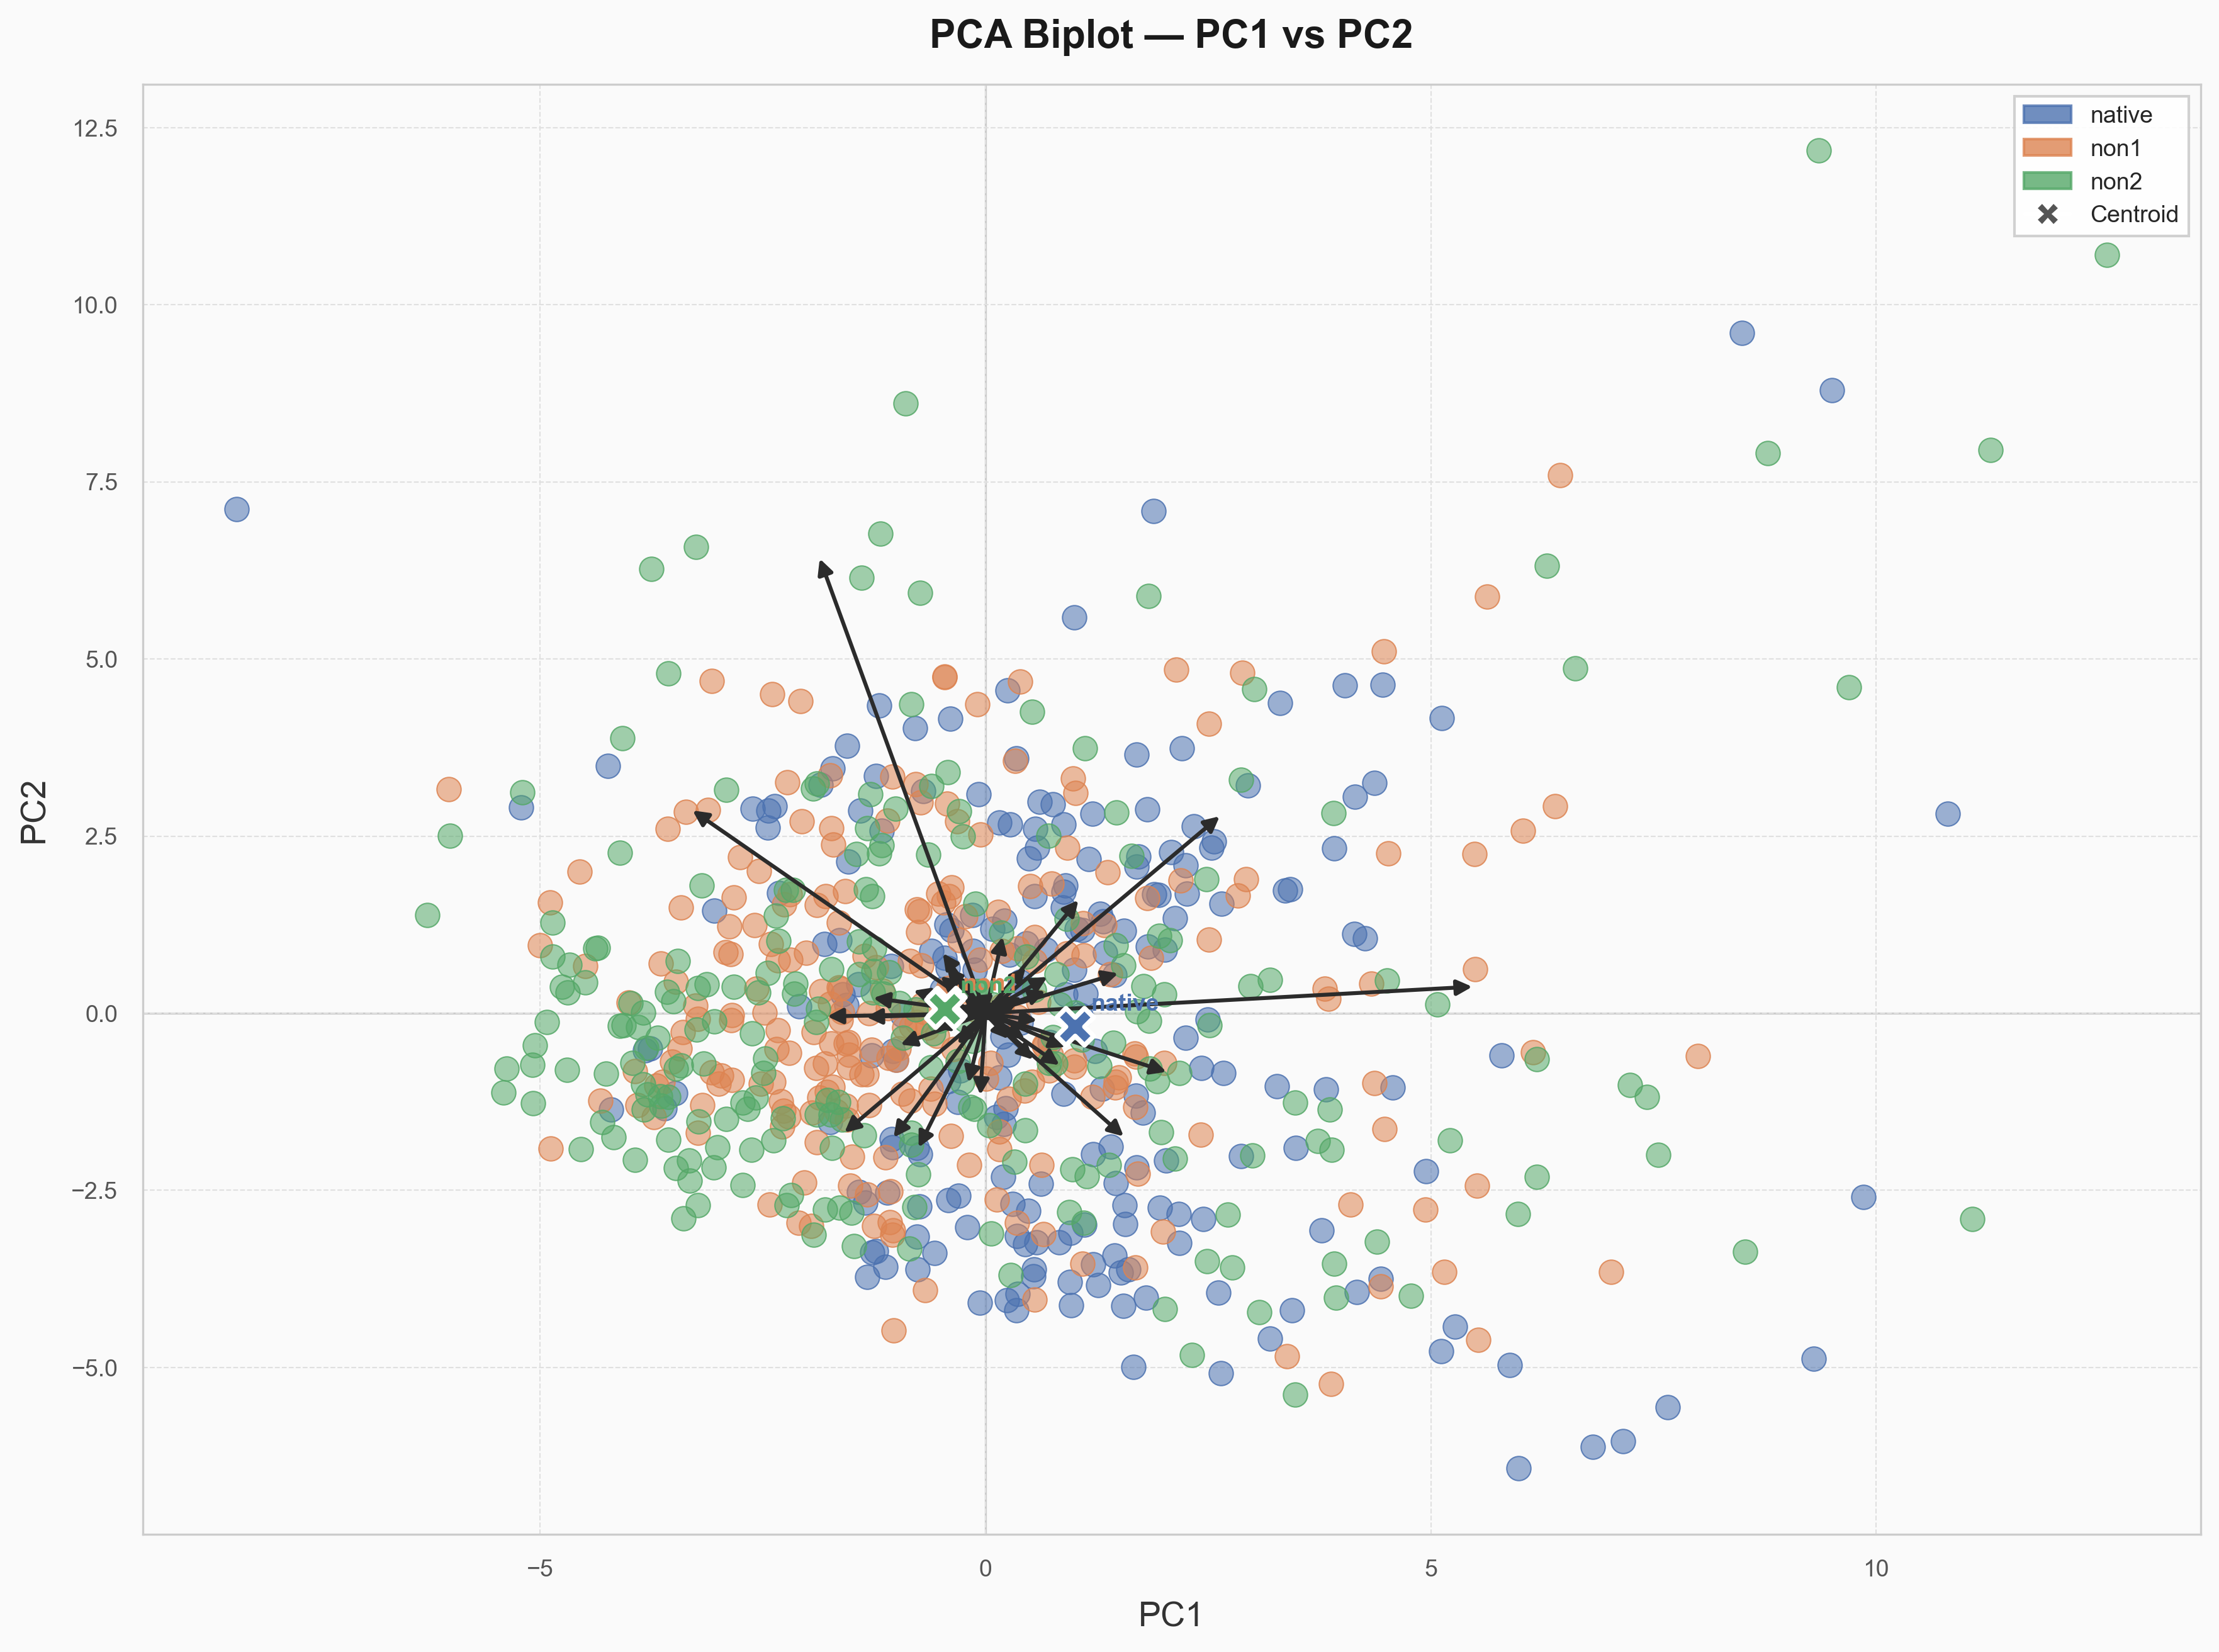 PCA Biplot — PC1 vs PC2
native
non1
non2
Centroid
12.5
10.0
7.5
5.0
2.5
0.0
−2.5
−5.0
PC2
native
−5
0
5
10
PC1